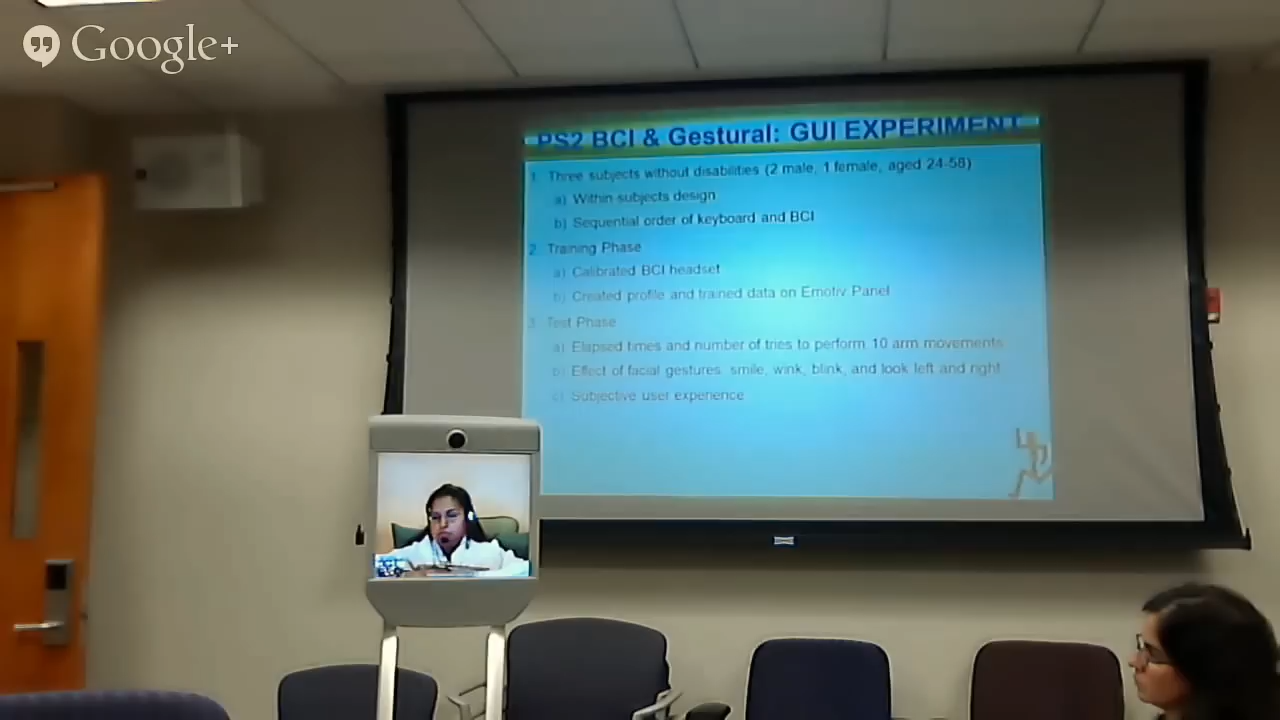 Google+
PS2 BCI & Gestural: GUI EXPERIMENT
1. Three subjects without disabilities (2 male, 1 female, aged 24-58)
a) Within subjects design
b) Sequential order of keyboard and BCI
2. Training Phase
a) Calibrated BCI headset
b) Created profile and trained data on Emotiv Panel
3. Test Phase
a) Elapsed times and number of tries to perform 10 arm movements
b) Effect of facial gestures: smile, wink, blink, and look left and right
c) Subjective user experience